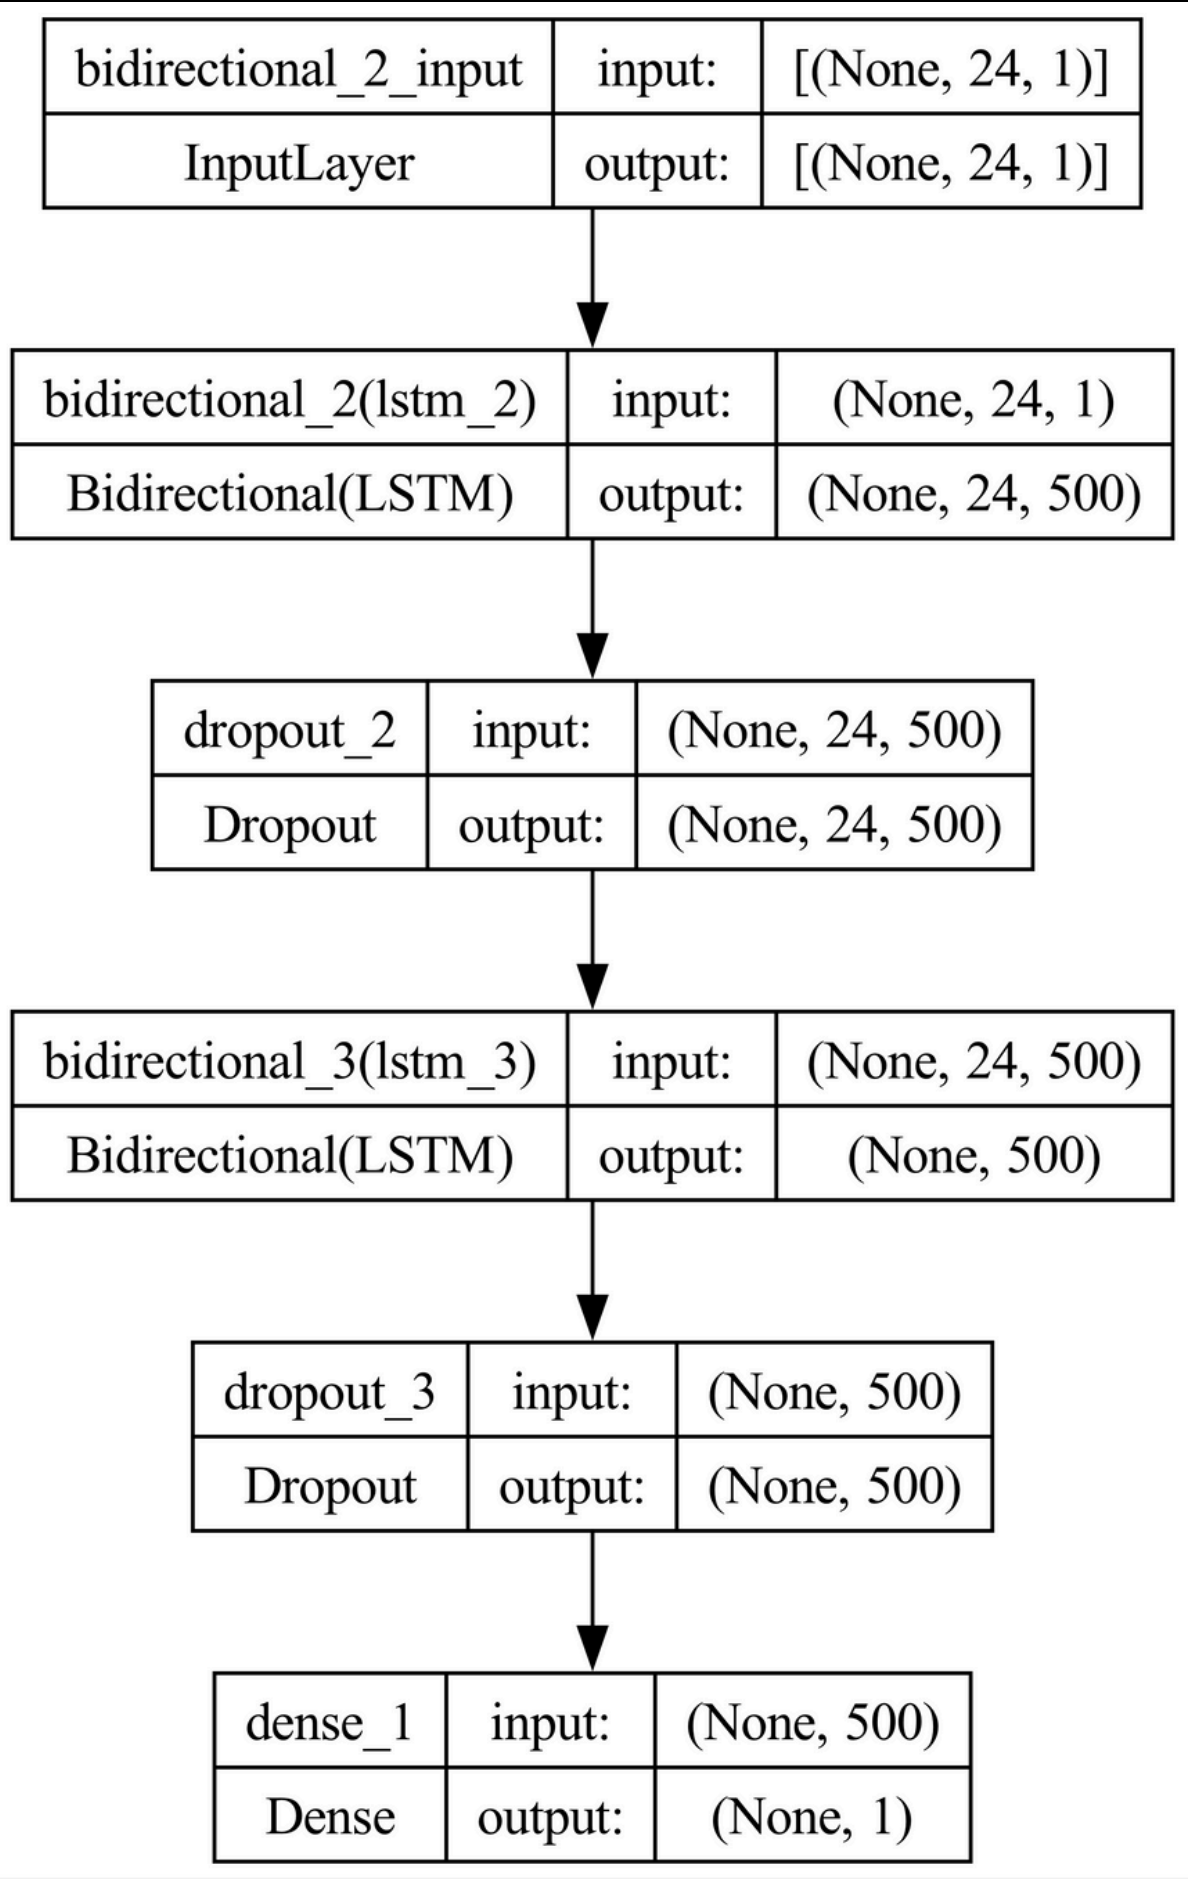 bidirectional_2_input input: [(None, 24, 1)]
InputLayer output: [(None, 24, 1)]
bidirectional_2(lstm_2) input: (None, 24, 1)
Bidirectional(LSTM) output: (None, 24, 500)
dropout_2 input: (None, 24, 500)
Dropout output: (None, 24, 500)
bidirectional_3(lstm_3) input: (None, 24, 500)
Bidirectional(LSTM) output: (None, 500)
dropout_3 input: (None, 500)
Dropout output: (None, 500)
dense_1 input: (None, 500)
Dense output: (None, 1)